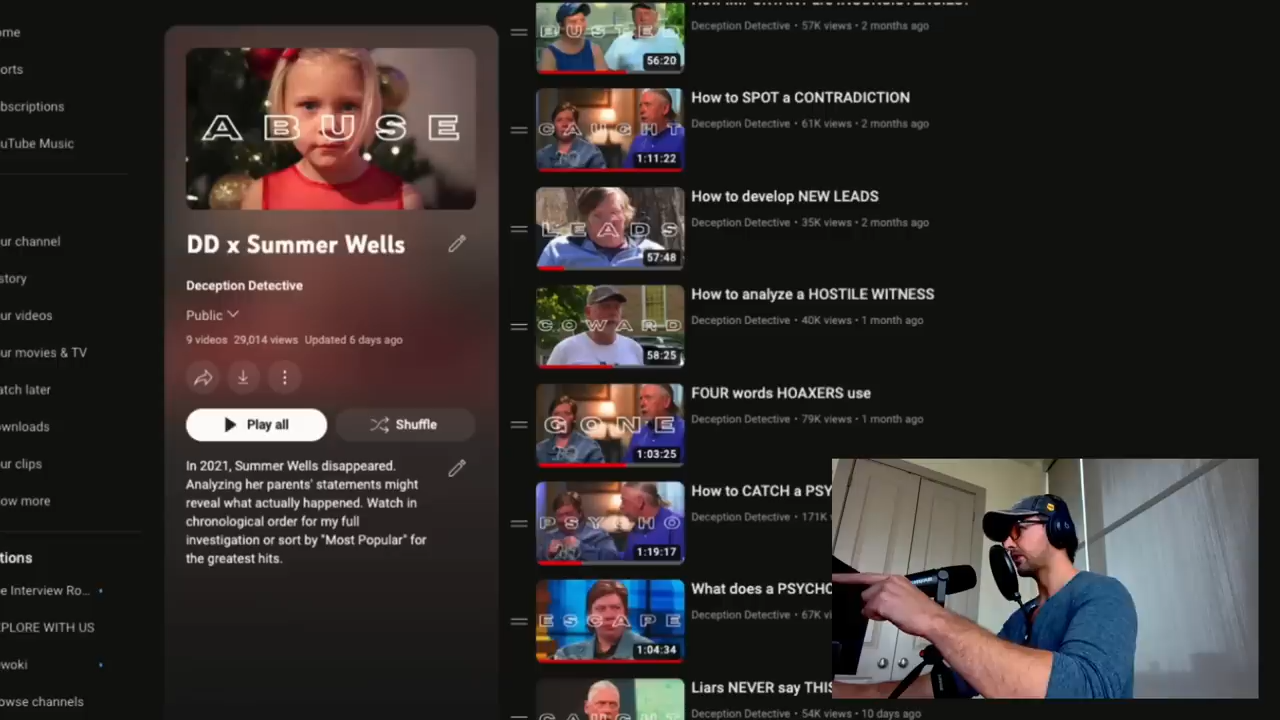 ome
orts
bscriptions
uTube Music
ur channel
story
ur videos
ur movies & TV
atch later
ownloads
ur clips
ow more
tions
e Interview Ro...
PLORE WITH US
woki
owse channels
ABUSE
DD x Summer Wells
Deception Detective
Public
9 videos 29,014 views Updated 6 days ago
Play all
Shuffle
In 2021, Summer Wells disappeared.
Analyzing her parents' statements might
reveal what actually happened. Watch in
chronological order for my full
investigation or sort by "Most Popular" for
the greatest hits.
BUSTED
56:20
Deception Detective • 57K views • 2 months ago
CAUGHT
1:11:22
How to SPOT a CONTRADICTION
Deception Detective • 61K views • 2 months ago
LEADS
57:48
How to develop NEW LEADS
Deception Detective • 35K views • 2 months ago
COWARD
58:25
How to analyze a HOSTILE WITNESS
Deception Detective • 40K views • 1 month ago
GONE
1:03:25
FOUR words HOAXERS use
Deception Detective • 79K views • 1 month ago
PSYCHO
1:19:17
How to CATCH a PSY
Deception Detective • 171K
ESCAPE
1:04:34
What does a PSYCHO
Deception Detective • 67K vi
CAUGHT
Liars NEVER say THIS
Deception Detective • 54K views • 10 days ago